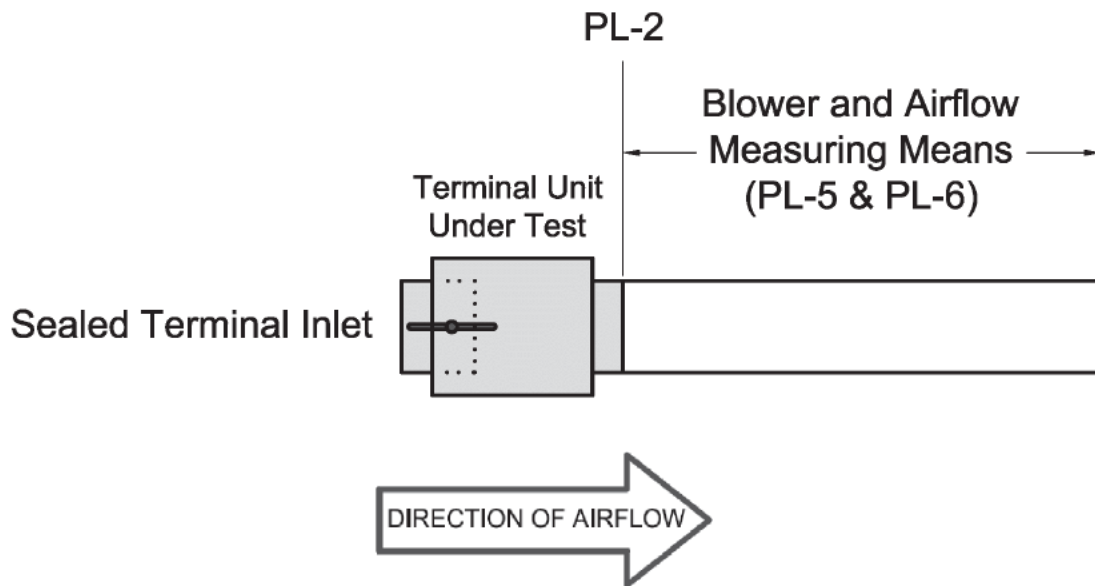 PL-2
Blower and Airflow
Measuring Means
(PL-5 & PL-6)
Terminal Unit
Under Test
Sealed Terminal Inlet
DIRECTION OF AIRFLOW